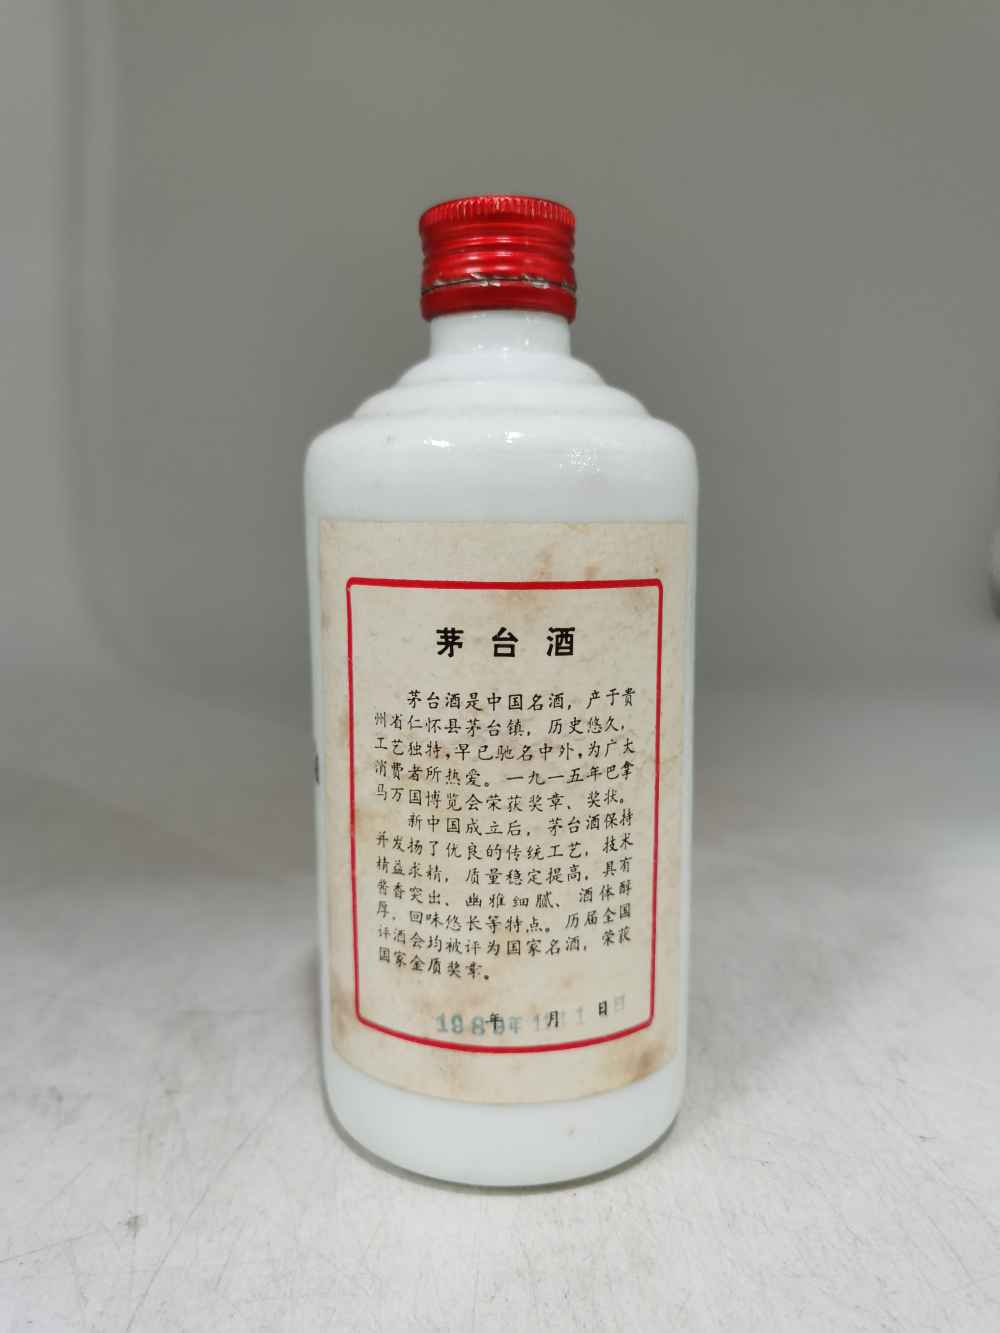 茅台酒
茅台酒是中国名酒，产于贵
州省仁怀县茅台镇，历史悠久，
工艺独特，早已驰名中外，为广大
消费者所热爱。一九一五年巴拿
马万国博览会荣获奖章、奖状。
新中国成立后，茅台酒保持
并发扬了优良的传统工艺，技术
精益求精，质量稳定提高，具有
酱香突出、幽雅细腻、酒体醇
厚，回味悠长等特点。历届全国
评酒会均被评为国家名酒，荣获
国家金质奖章。
年 月 日
1989年